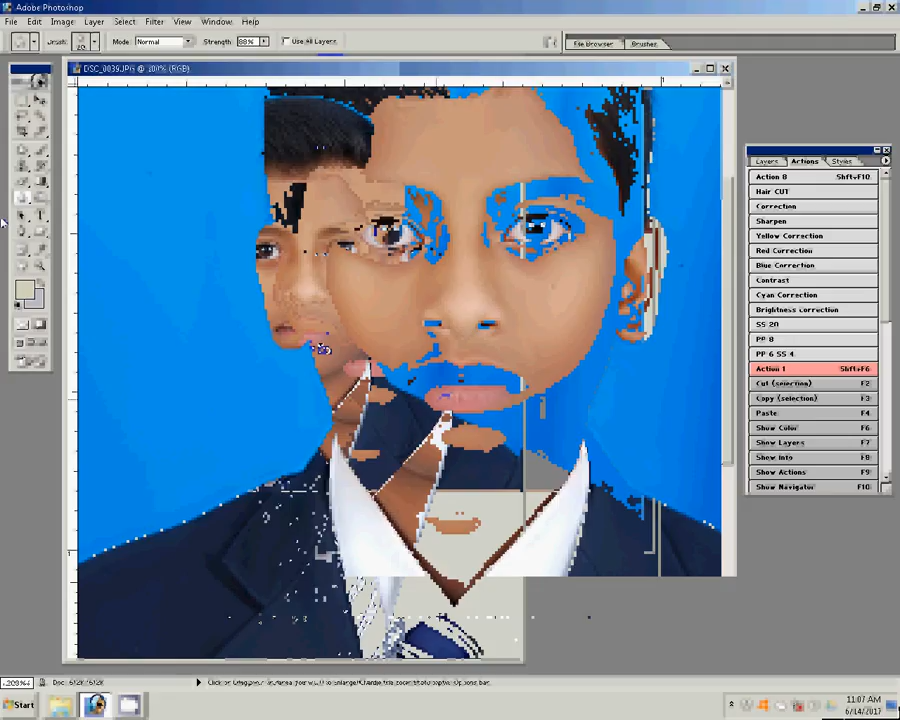 Adobe Photoshop
File Edit Image Layer Select Filter View Window Help
Brush: Mode: Normal Strength: 88% Use All Layers
File Browser Brushes
DSC_0039.JPG @ 200% (RGB)
Layers Actions Styles
Action 8 Shft+F10
Hair CUT
Correction
Sharpen
Yellow Correction
Red Correction
Blue Correction
Contrast
Cyan Correction
Brightness correction
SS 20
PP 8
PP 6 SS 4
Action 1 Shft+F6
Cut (selection) F2
Copy (selection) F3
Paste F4
Show Color F6
Show Layers F7
Show Info F8
Show Actions F9
Show Navigator F10
Start
11:07 AM
6/14/2017